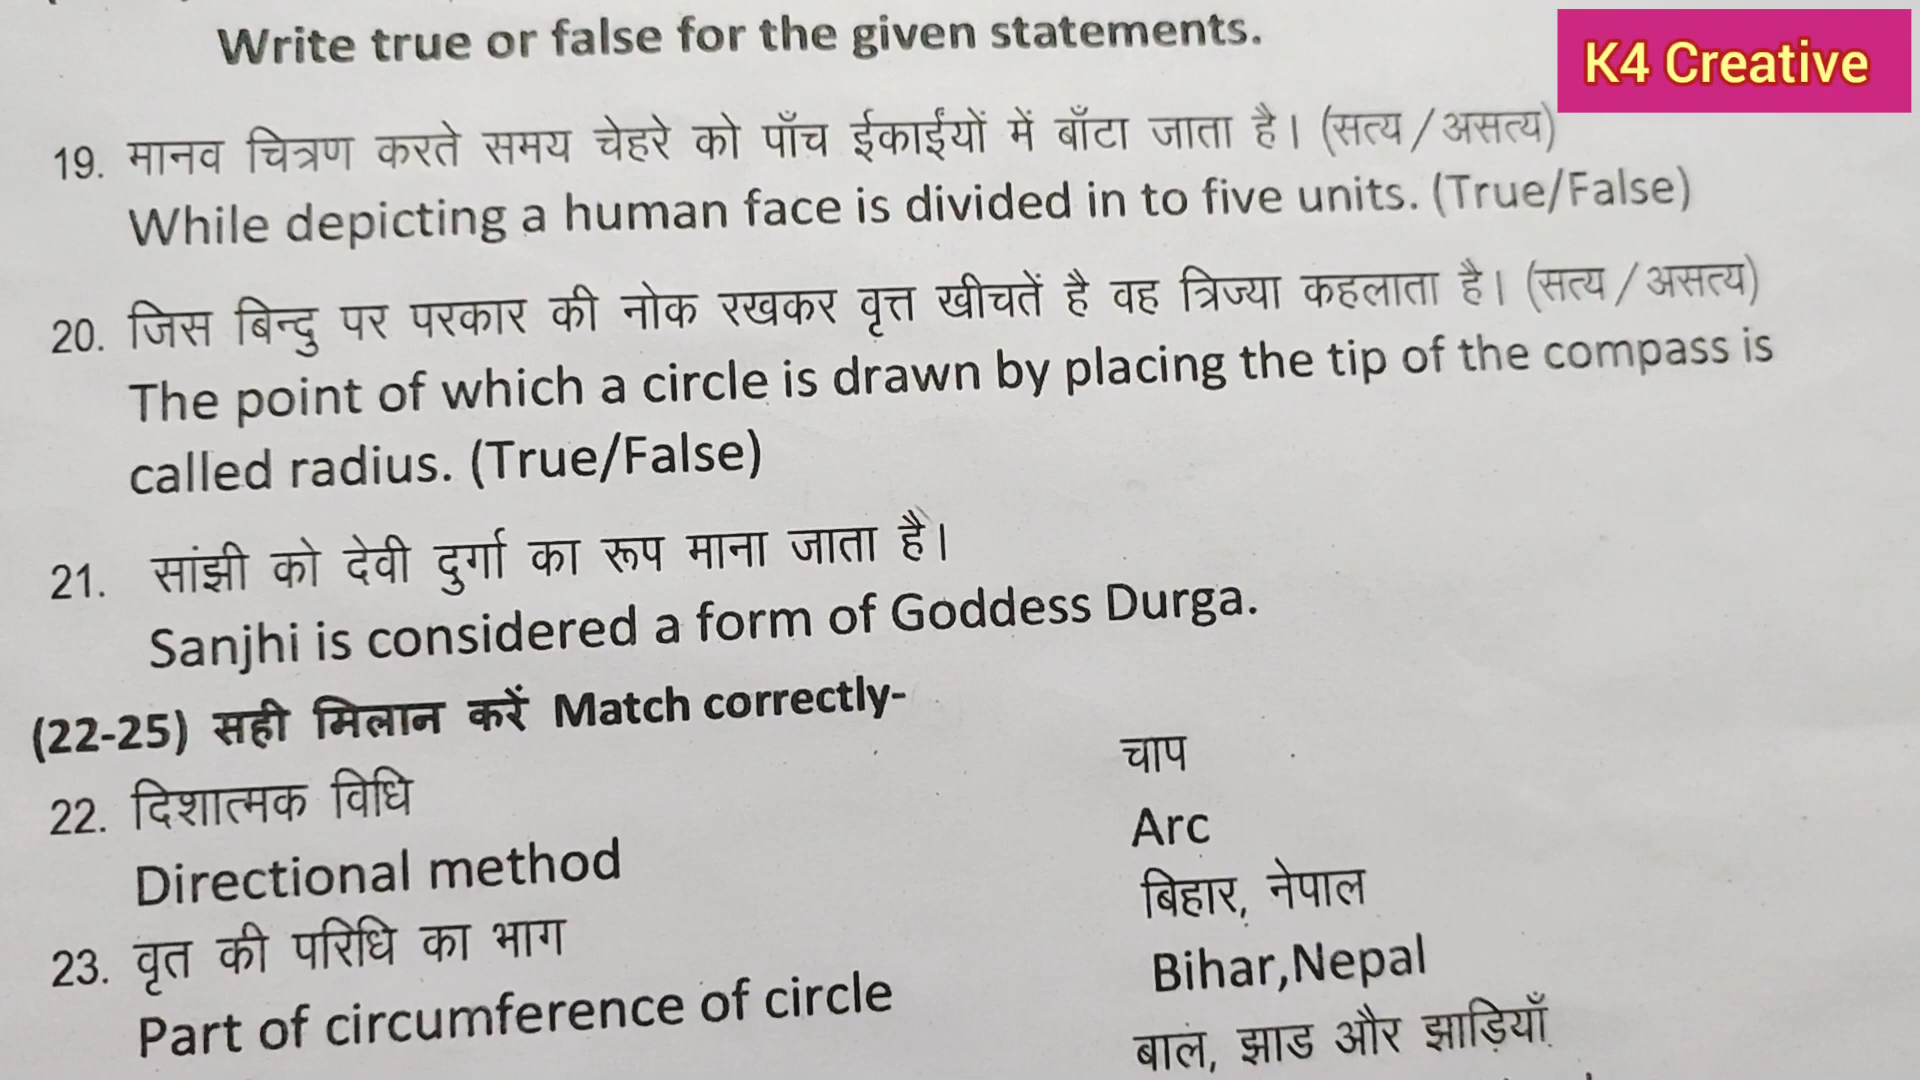 Write true or false for the given statements.
K4 Creative
19. मानव चित्रण करते समय चेहरे को पाँच ईकाईयों में बाँटा जाता है। (सत्य/असत्य)
While depicting a human face is divided in to five units. (True/False)
20. जिस बिन्दु पर परकार की नोक रखकर वृत्त खीचतें है वह त्रिज्या कहलाता है। (सत्य/असत्य)
The point of which a circle is drawn by placing the tip of the compass is
called radius. (True/False)
21. सांझी को देवी दुर्गा का रूप माना जाता है।
Sanjhi is considered a form of Goddess Durga.
(22-25) सही मिलान करें Match correctly-
चाप
22. दिशात्मक विधि
Arc
Directional method
बिहार, नेपाल
23. वृत की परिधि का भाग
Bihar,Nepal
Part of circumference of circle
बाल, झाड और झाड़ियाँ